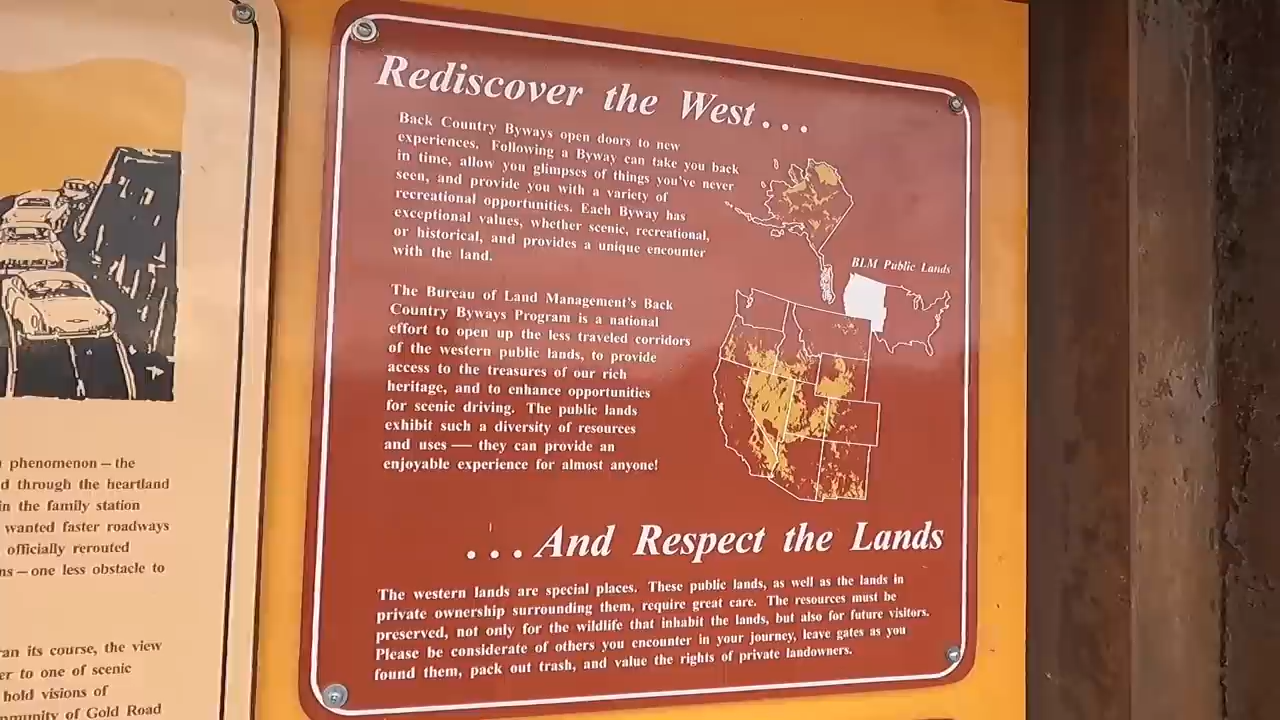 phenomenon — the
d through the heartland
in the family station
wanted faster roadways
officially rerouted
ns — one less obstacle to
an its course, the view
er to one of scenic
hold visions of
mmunity of Gold Road
Rediscover the West . . .
Back Country Byways open doors to new
experiences. Following a Byway can take you back
in time, allow you glimpses of things you've never
seen, and provide you with a variety of
recreational opportunities. Each Byway has
exceptional values, whether scenic, recreational,
or historical, and provides a unique encounter
with the land.
BLM Public Lands
The Bureau of Land Management's Back
Country Byways Program is a national
effort to open up the less traveled corridors
of the western public lands, to provide
access to the treasures of our rich
heritage, and to enhance opportunities
for scenic driving. The public lands
exhibit such a diversity of resources
and uses — they can provide an
enjoyable experience for almost anyone!
. . . And Respect the Lands
The western lands are special places. These public lands, as well as the lands in
private ownership surrounding them, require great care. The resources must be
preserved, not only for the wildlife that inhabit the lands, but also for future visitors.
Please be considerate of others you encounter in your journey, leave gates as you
found them, pack out trash, and value the rights of private landowners.